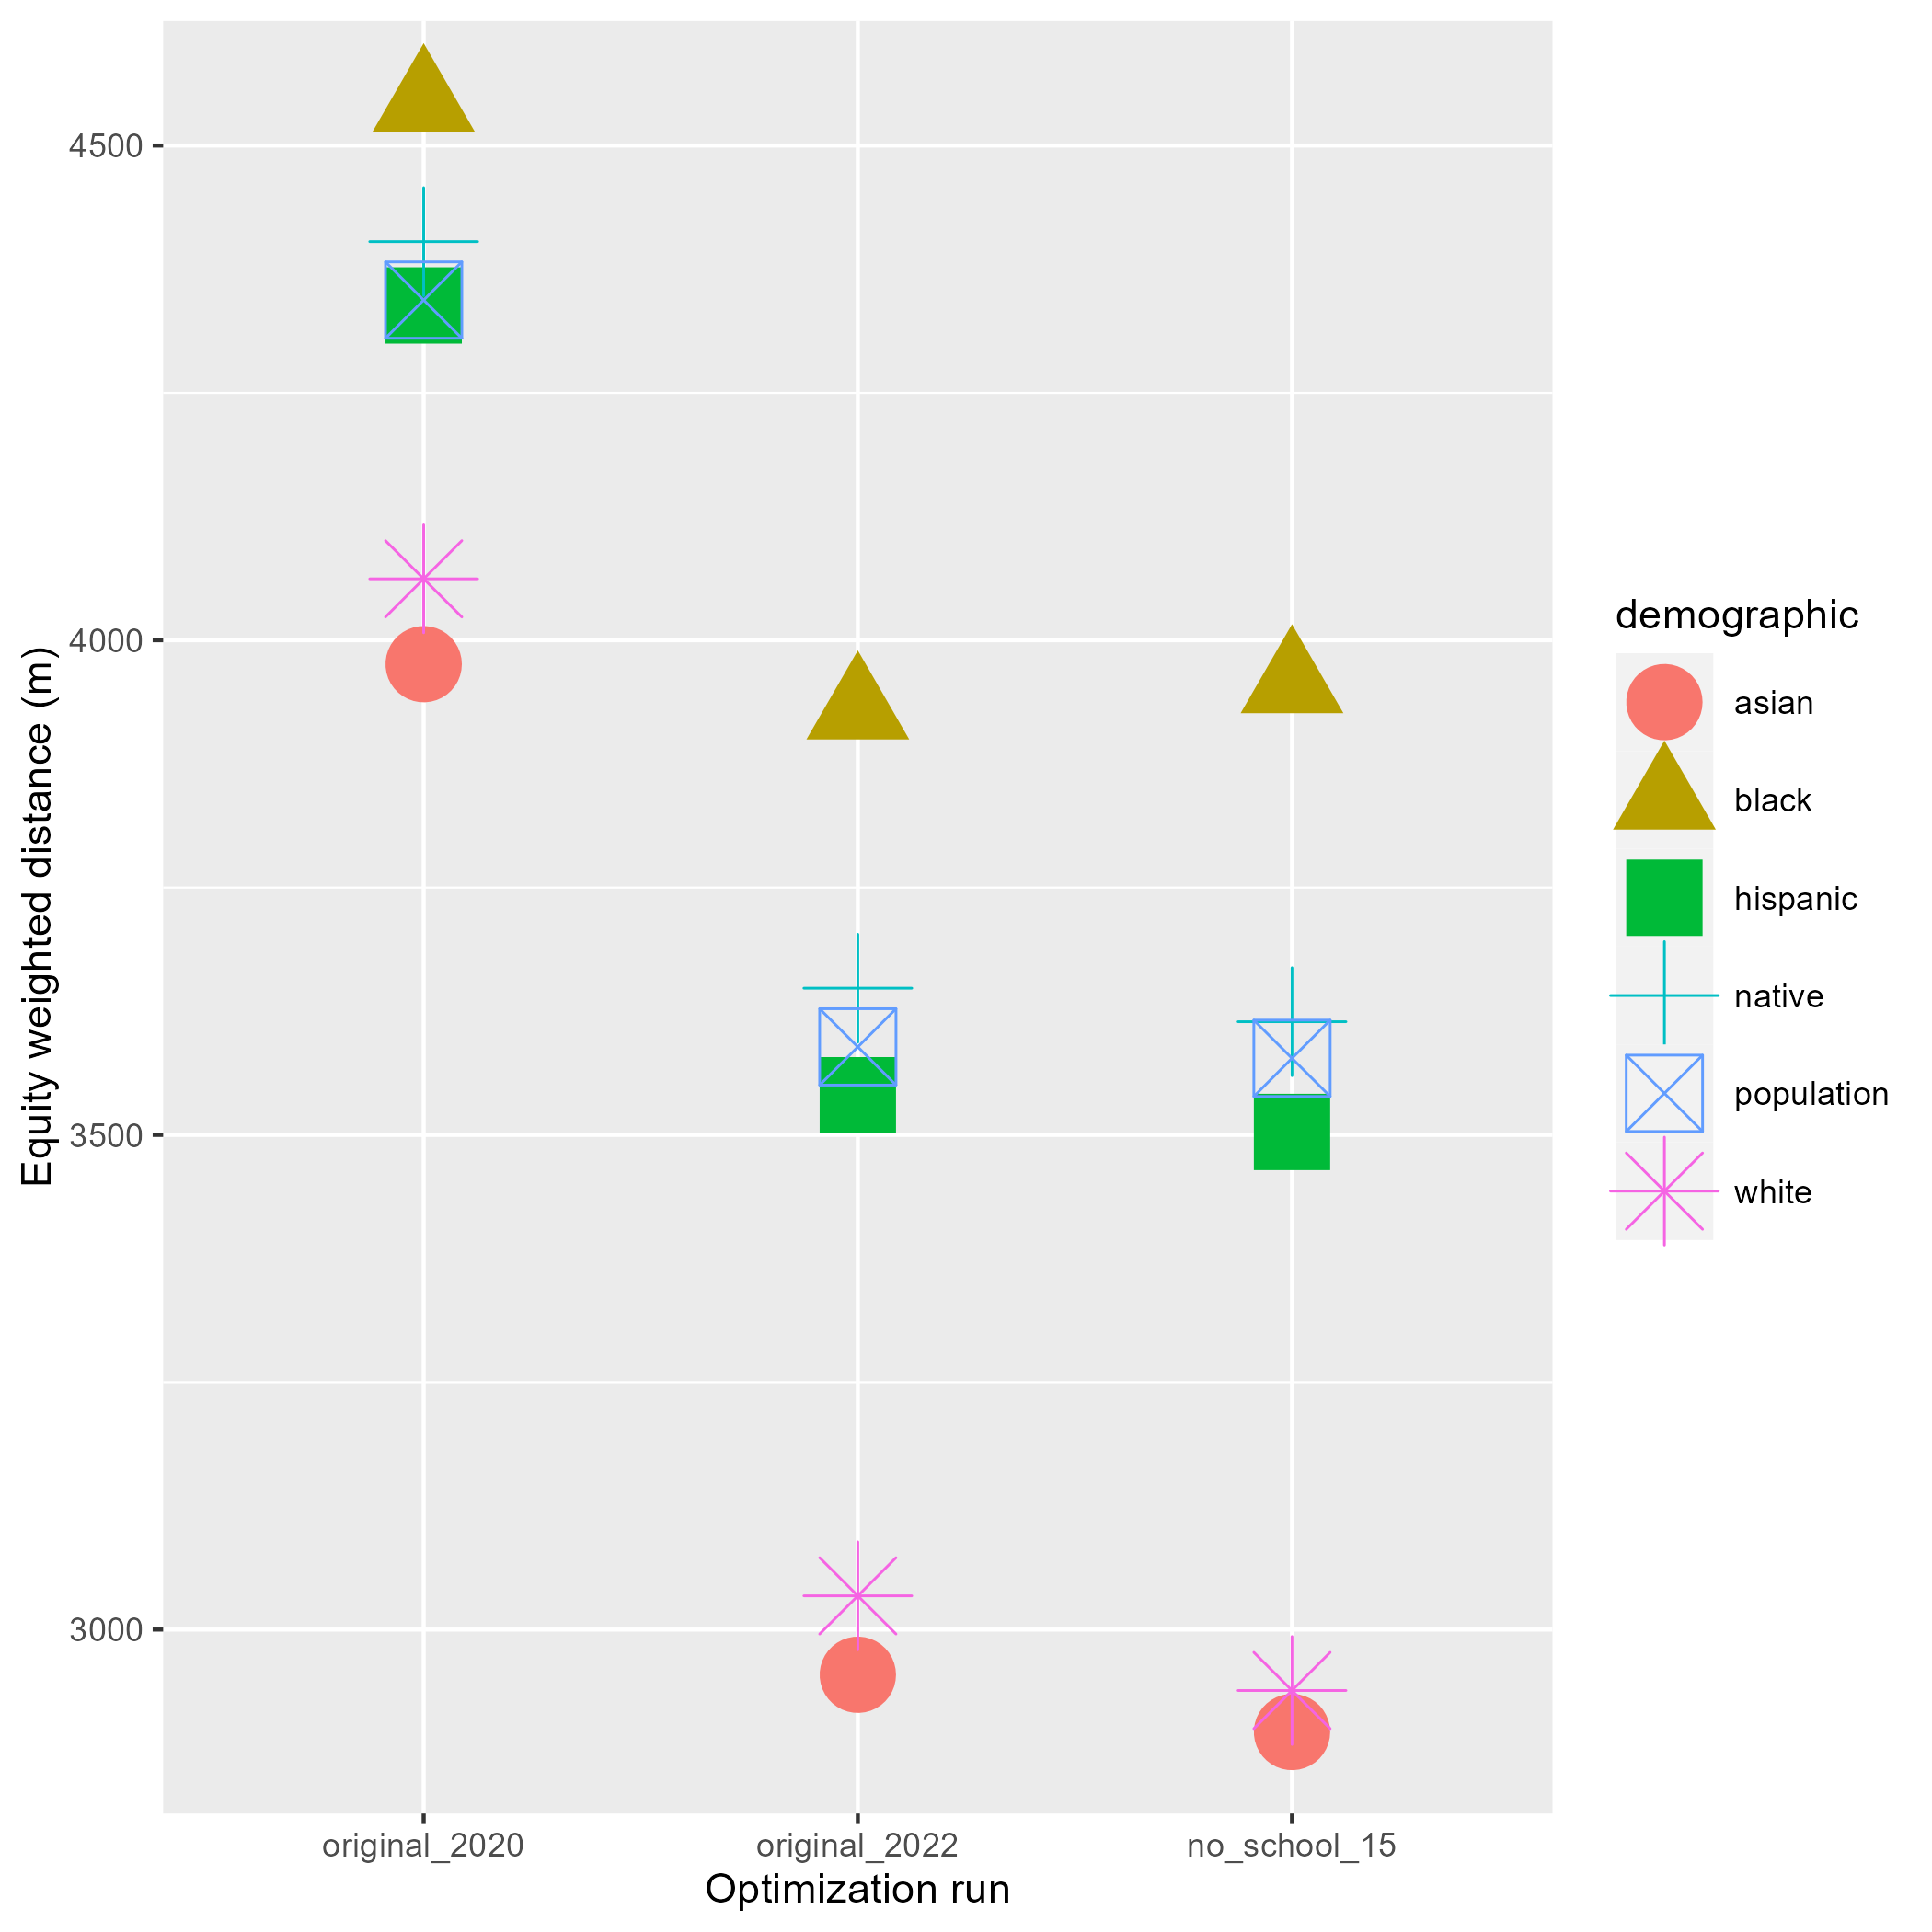 Equity weighted distance (m)
4500
4000
3500
3000
original_2020
original_2022
no_school_15
Optimization run
demographic
asian
black
hispanic
native
population
white